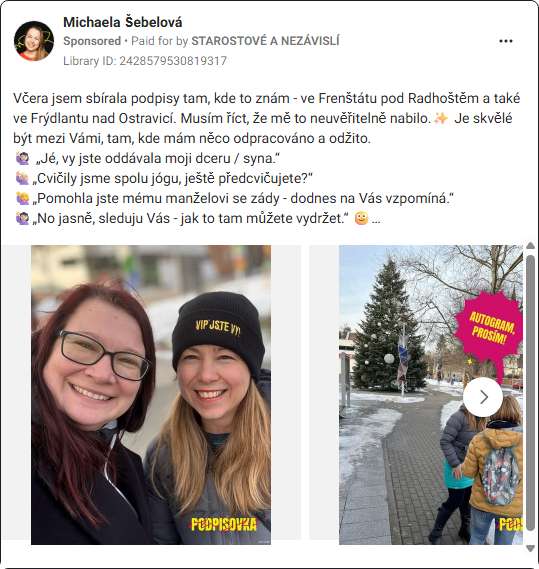 Michaela Šebelová
Sponsored • Paid for by STAROSTOVÉ A NEZÁVISLÍ
Library ID: 2428579530819317
Včera jsem sbírala podpisy tam, kde to znám - ve Frenštátu pod Radhoštěm a také
ve Frýdlantu nad Ostravicí. Musím říct, že mě to neuvěřitelně nabilo.✨ Je skvělé
být mezi Vámi, tam, kde mám něco odpracováno a odžito.
🙋🏻‍♀️ „Jé, vy jste oddávala moji dceru / syna.“
💪🏼 „Cvičily jsme spolu jógu, ještě předcvičujete?“
🙋 „Pomohla jste mému manželovi se zády - dodnes na Vás vzpomíná.“
🙋🏻‍♀️ „No jasně, sleduju Vás - jak to tam můžete vydržet.“ 😀 ...
VIP JSTE VY!
PODPISOVKA
AUTOGRAM,
PROSÍM!